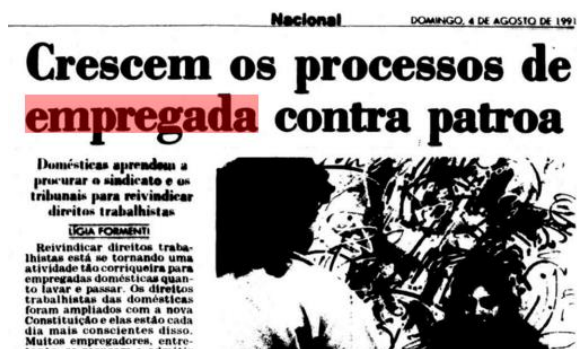 Nacional
DOMINGO, 4 DE AGOSTO DE 1991
Crescem os processos de
empregada contra patroa
Domésticas aprendem a
procurar o sindicato e os
tribunais para reivindicar
direitos trabalhistas
LÍGIA FORMENTI
Reivindicar direitos traba-
lhistas está se tornando uma
atividade tão corriqueira para
empregadas domésticas quan-
to lavar e passar. Os direitos
trabalhistas das domésticas
foram ampliados com a nova
Constituição e elas estão cada
dia mais conscientes disso.
Muitos empregadores, entre-